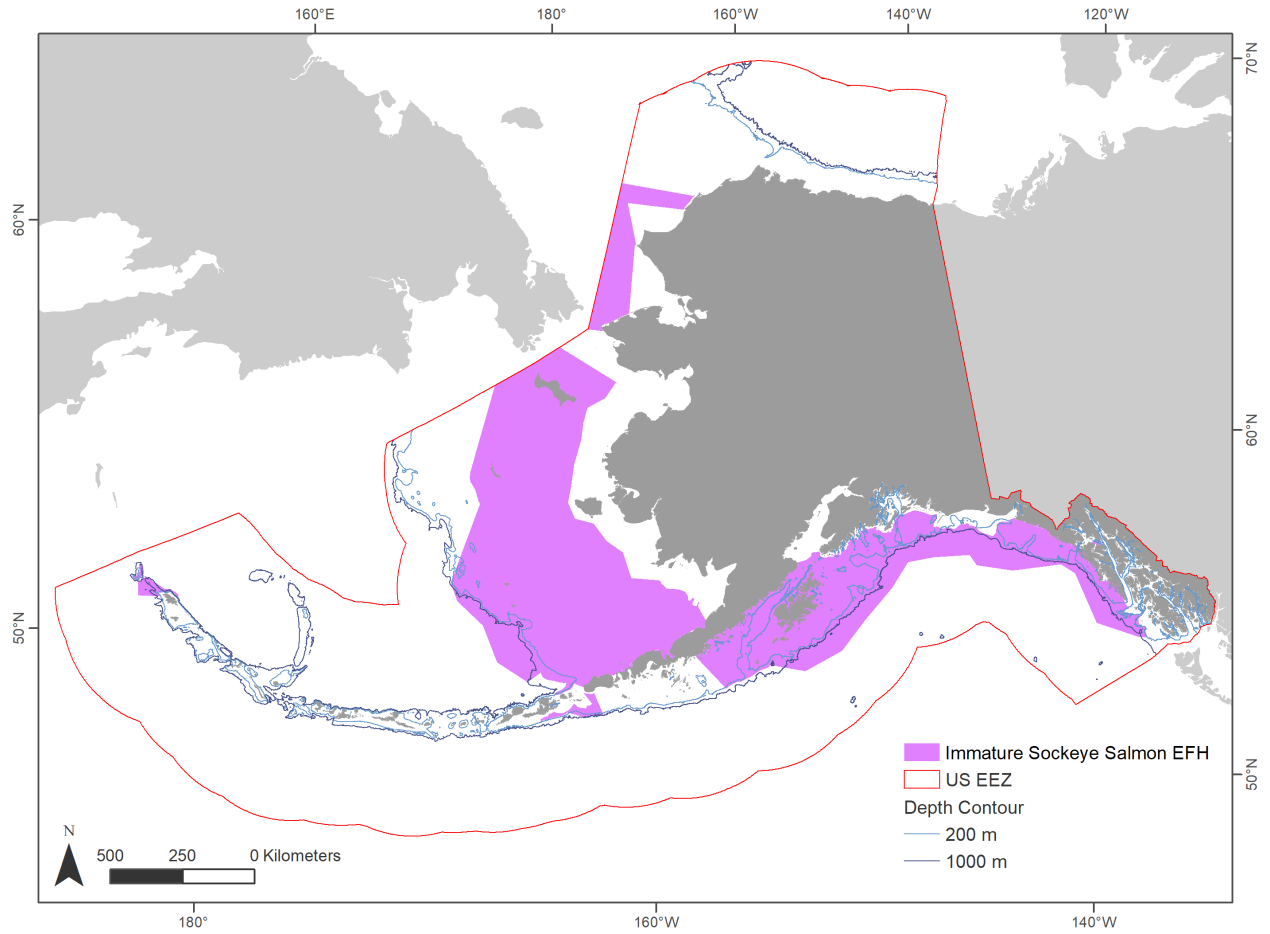 160°E 180° 160°W 140°W 120°W
70°N
60°N
60°N
50°N
50°N
Immature Sockeye Salmon EFH
US EEZ
Depth Contour
200 m
1000 m
N
500 250 0 Kilometers
180° 160°W 140°W